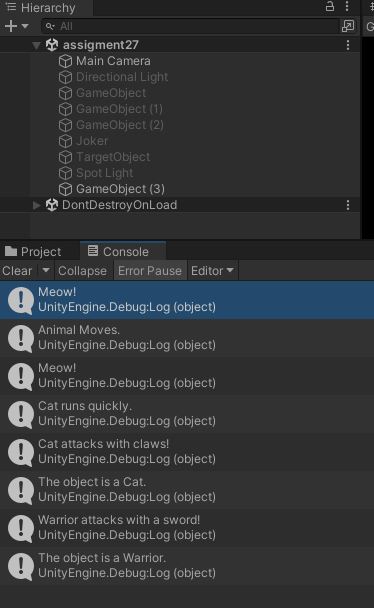 Hierarchy
All
assigment27
Main Camera
Directional Light
GameObject
GameObject (1)
GameObject (2)
Joker
TargetObject
Spot Light
GameObject (3)
DontDestroyOnLoad
Project Console
Clear Collapse Error Pause Editor
Meow!
UnityEngine.Debug:Log (object)
Animal Moves.
UnityEngine.Debug:Log (object)
Meow!
UnityEngine.Debug:Log (object)
Cat runs quickly.
UnityEngine.Debug:Log (object)
Cat attacks with claws!
UnityEngine.Debug:Log (object)
The object is a Cat.
UnityEngine.Debug:Log (object)
Warrior attacks with a sword!
UnityEngine.Debug:Log (object)
The object is a Warrior.
UnityEngine.Debug:Log (object)